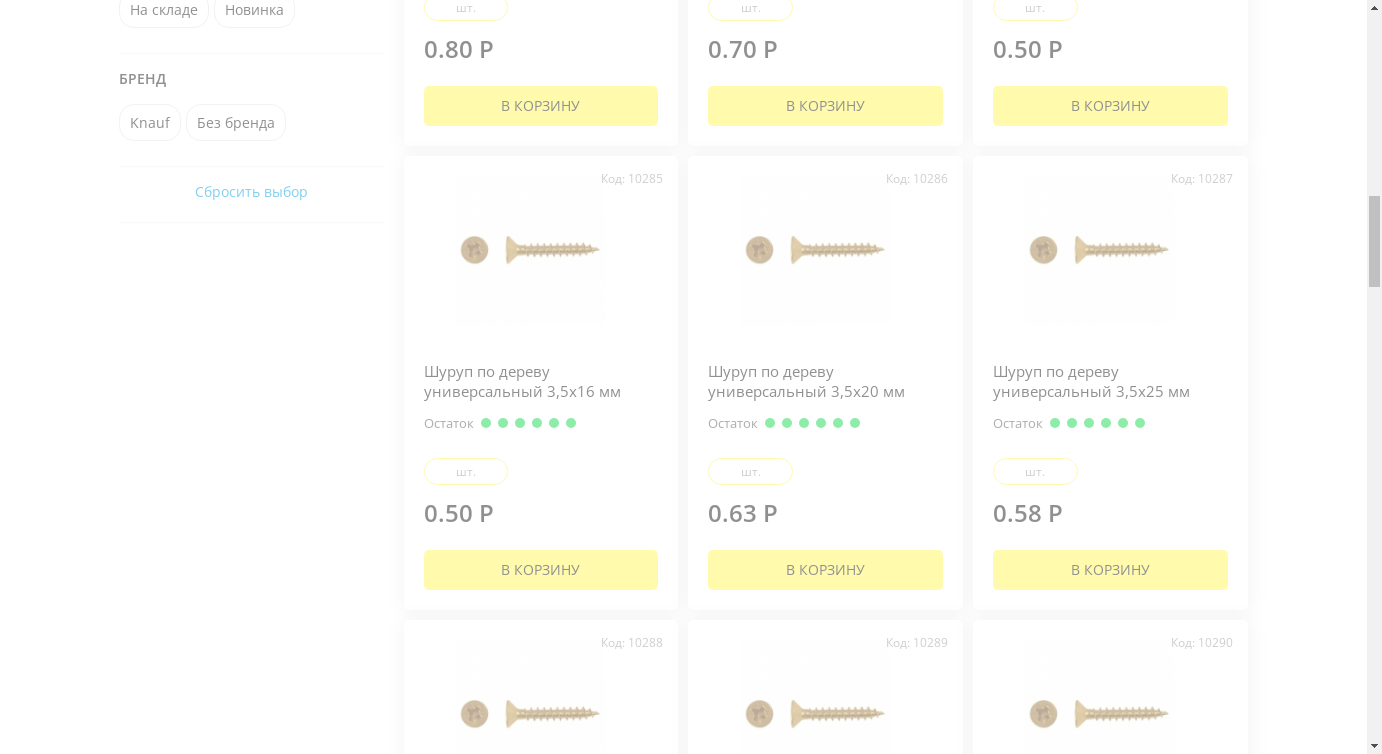 На складе
Новинка
БРЕНД
Knauf
Без бренда
Сбросить выбор
шт.
шт.
шт.
0.80 Р
0.70 Р
0.50 Р
В КОРЗИНУ
В КОРЗИНУ
В КОРЗИНУ
Код: 10285
Шуруп по дереву
универсальный 3,5х16 мм
Остаток
шт.
0.50 Р
В КОРЗИНУ
Код: 10286
Шуруп по дереву
универсальный 3,5х20 мм
Остаток
шт.
0.63 Р
В КОРЗИНУ
Код: 10287
Шуруп по дереву
универсальный 3,5х25 мм
Остаток
шт.
0.58 Р
В КОРЗИНУ
Код: 10288
Код: 10289
Код: 10290